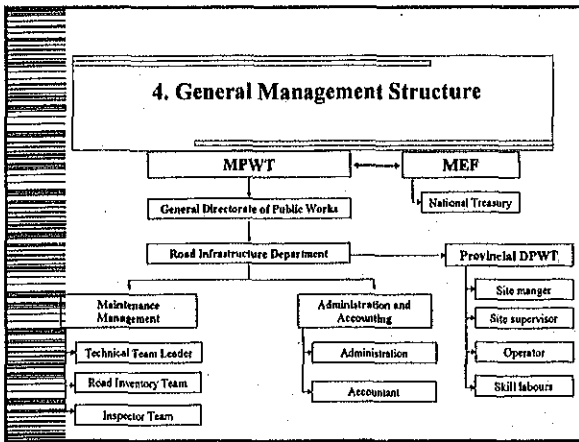 4. General Management Structure
MPWT
MEF
General Directorate of Public Works
National Treasury
Road Infrastructure Department
Provincial DPWT
Maintenance
Management
Administration and
Accounting
Site manger
Site supervisor
Technical Team Leader
Administration
Operator
Road Inventory Team
Accountant
Skill labours
Inspector Team